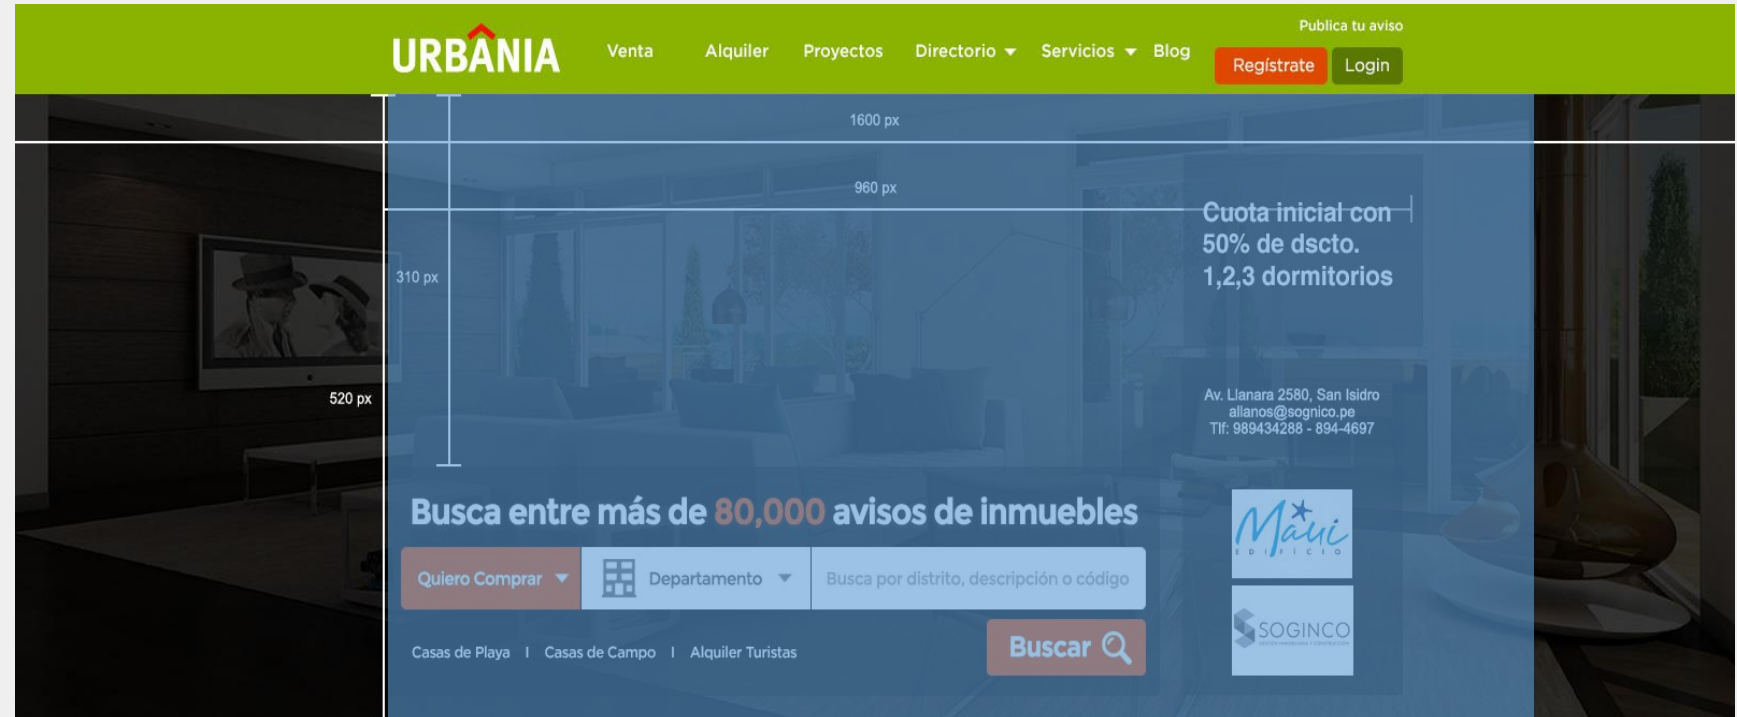 Publica tu aviso
URBANIA Venta Alquiler Proyectos Directorio Servicios Blog Regístrate Login
1600 px
960 px
Cuota inicial con
50% de dscto.
1,2,3 dormitorios
310 px
520 px
Av. Llanara 2580, San Isidro
allanos@sognico.pe
Tlf: 989434288 - 894-4697
Busca entre más de 80,000 avisos de inmuebles
Maui
EDIFICIO
Quiero Comprar Departamento Busca por distrito, descripción o código
SOGINCO
Casas de Playa I Casas de Campo I Alquiler Turistas
Buscar